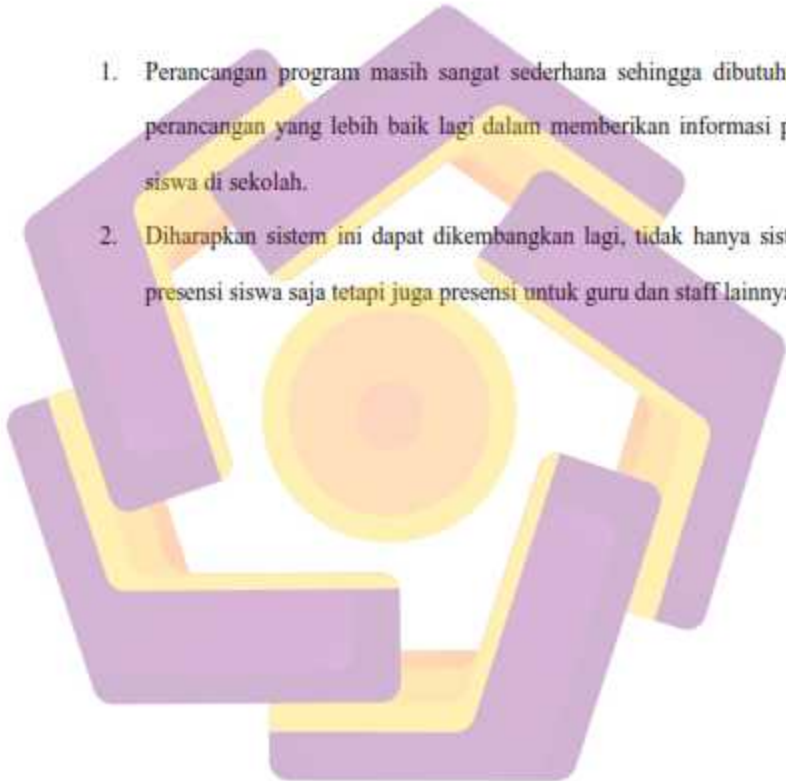 1. Perancangan program masih sangat sederhana sehingga dibutuh
perancangan yang lebih baik lagi dalam memberikan informasi p
siswa di sekolah.
2. Diharapkan sistem ini dapat dikembangkan lagi, tidak hanya sist
presensi siswa saja tetapi juga presensi untuk guru dan staff lainnya